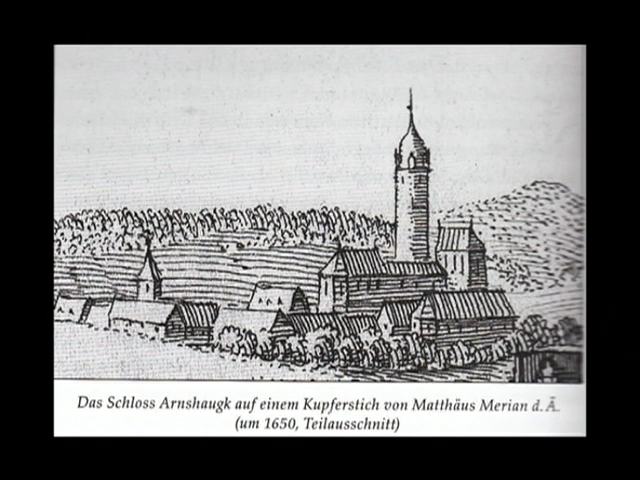 Das Schloss Arnshaugk auf einem Kupferstich von Matthäus Merian d. Ä.
(um 1650, Teilausschnitt)